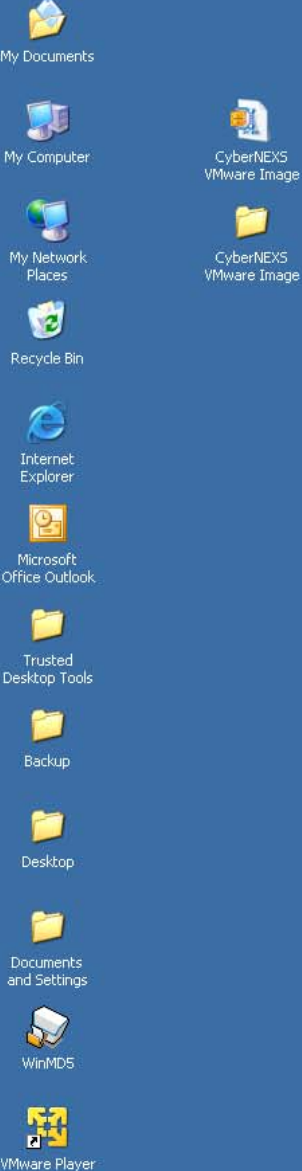 My Documents
My Computer
My Network
Places
Recycle Bin
Internet
Explorer
Microsoft
Office Outlook
Trusted
Desktop Tools
Backup
Desktop
Documents
and Settings
WinMD5
VMware Player
CyberNEXS
VMware Image
CyberNEXS
VMware Image